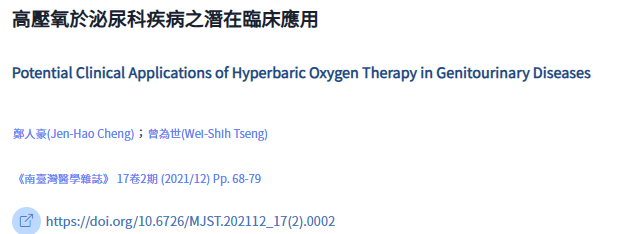 高壓氧於泌尿科疾病之潛在臨床應用
Potential Clinical Applications of Hyperbaric Oxygen Therapy in Genitourinary Diseases
鄭人豪(Jen-Hao Cheng)；曾為世(Wei-Shih Tseng)
《南臺灣醫學雜誌》 17卷2期 (2021/12) Pp. 68-79
https://doi.org/10.6726/MJST.202112_17(2).0002